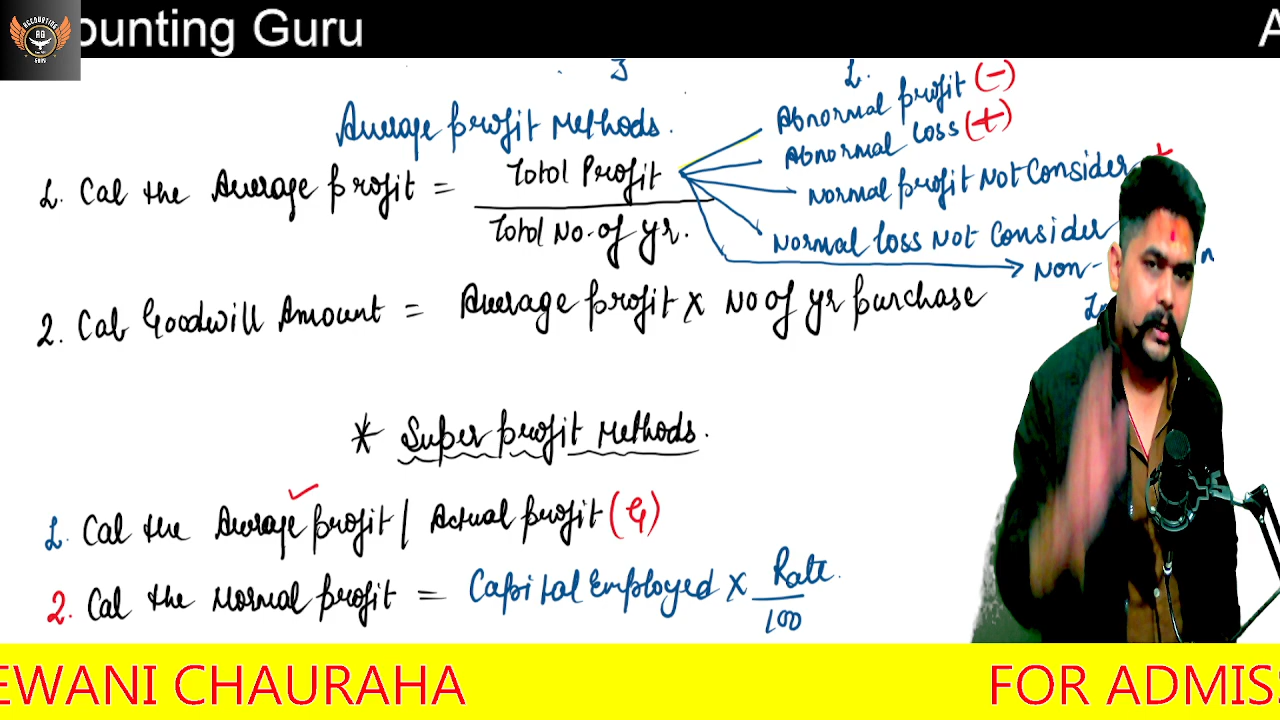 ounting Guru
A
Average profit Methods.
Abnormal profit (-)
Abnormal loss (+)
1. Cal the Average profit = Total Profit
Total No. of yr.
Normal profit Not Consider
Normal loss Not Consider
Non-
2. Cal Goodwill Amount = Average profit x No of yr purchase
* Super profit Methods.
1. Cal the Average profit / Actual profit (G)
2. Cal the Normal profit = Capital Employed x Rate.
100
EWANI CHAURAHA
FOR ADMIS